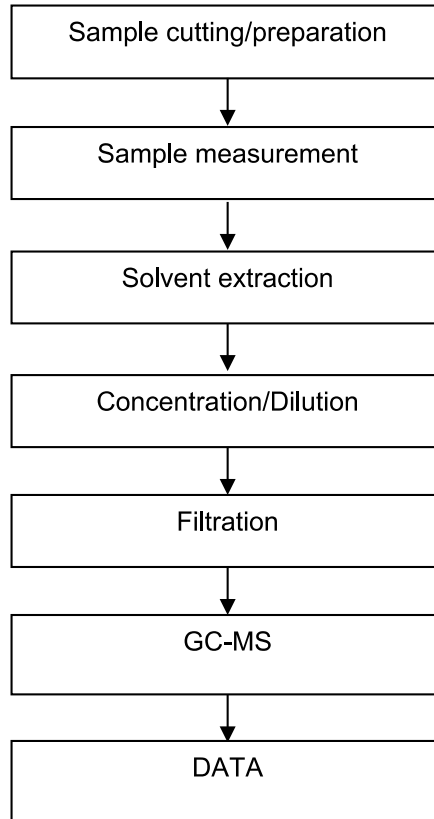 Sample cutting/preparation
Sample measurement
Solvent extraction
Concentration/Dilution
Filtration
GC-MS
DATA